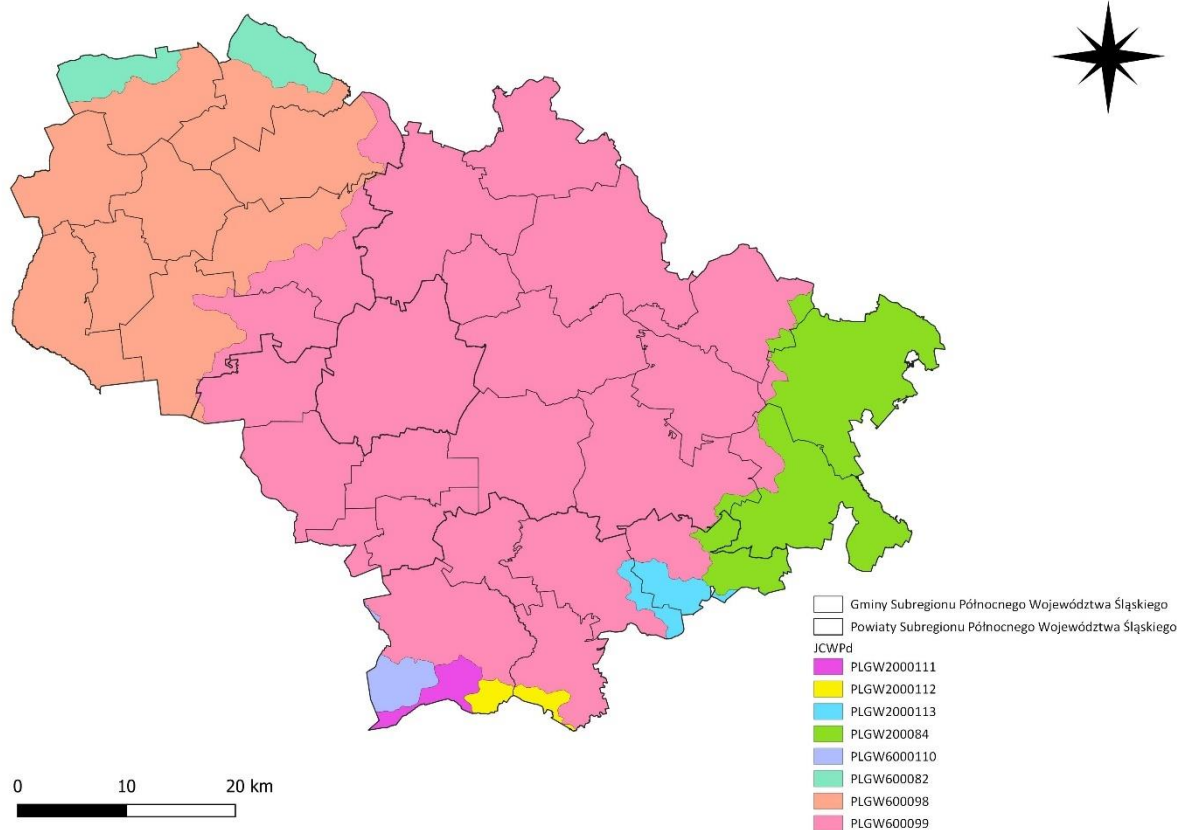 Gminy Subregionu Północnego Województwa Śląskiego
Powiaty Subregionu Północnego Województwa Śląskiego
JCWPd
PLGW2000111
PLGW2000112
PLGW2000113
PLGW200084
PLGW6000110
PLGW600082
PLGW600098
PLGW600099
0 10 20 km